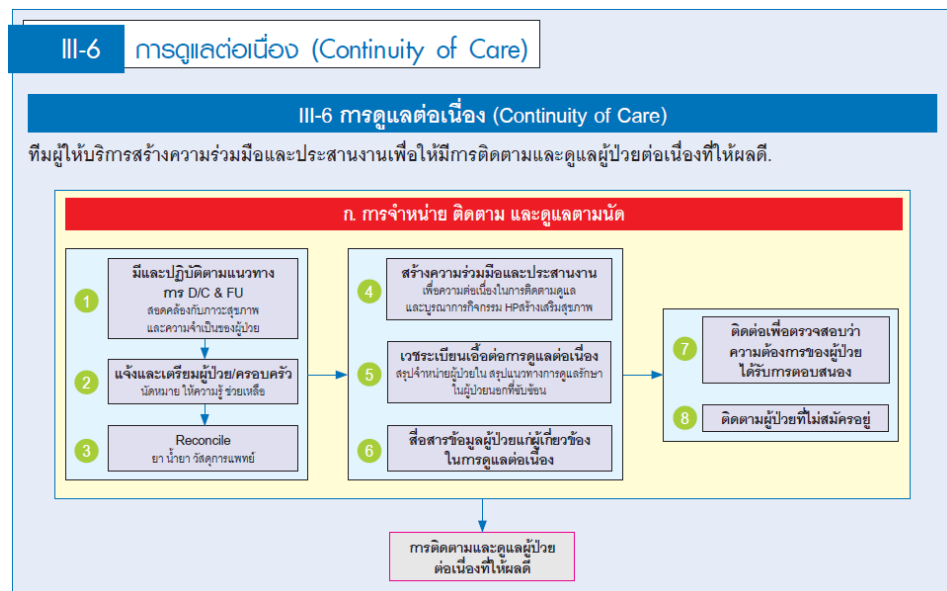 III-6 การดูแลต่อเนื่อง (Continuity of Care)
III-6 การดูแลต่อเนื่อง (Continuity of Care)
ทีมผู้ให้บริการสร้างความร่วมมือและประสานงานเพื่อให้มีการติดตามและดูแลผู้ป่วยต่อเนื่องที่ให้ผลดี.
ก. การจำหน่าย ติดตาม และดูแลตามนัด
1
มีและปฏิบัติตามแนวทาง
การ D/C & FU
สอดคล้องกับภาวะสุขภาพ
และความจำเป็นของผู้ป่วย
2
แจ้งและเตรียมผู้ป่วย/ครอบครัว
นัดหมาย ให้ความรู้ ช่วยเหลือ
3
Reconcile
ยา น้ำยา วัสดุการแพทย์
4
สร้างความร่วมมือและประสานงาน
เพื่อความต่อเนื่องในการติดตามดูแล
และบูรณาการกิจกรรม HPสร้างเสริมสุขภาพ
5
เวชระเบียนเอื้อต่อการดูแลต่อเนื่อง
สรุปจำหน่ายผู้ป่วยใน สรุปแนวทางการดูแลรักษา
ในผู้ป่วยนอกที่ซับซ้อน
6
สื่อสารข้อมูลผู้ป่วยแก่ผู้เกี่ยวข้อง
ในการดูแลต่อเนื่อง
7
ติดต่อเพื่อตรวจสอบว่า
ความต้องการของผู้ป่วย
ได้รับการตอบสนอง
8
ติดตามผู้ป่วยที่ไม่สมัครอยู่
การติดตามและดูแลผู้ป่วย
ต่อเนื่องที่ให้ผลดี